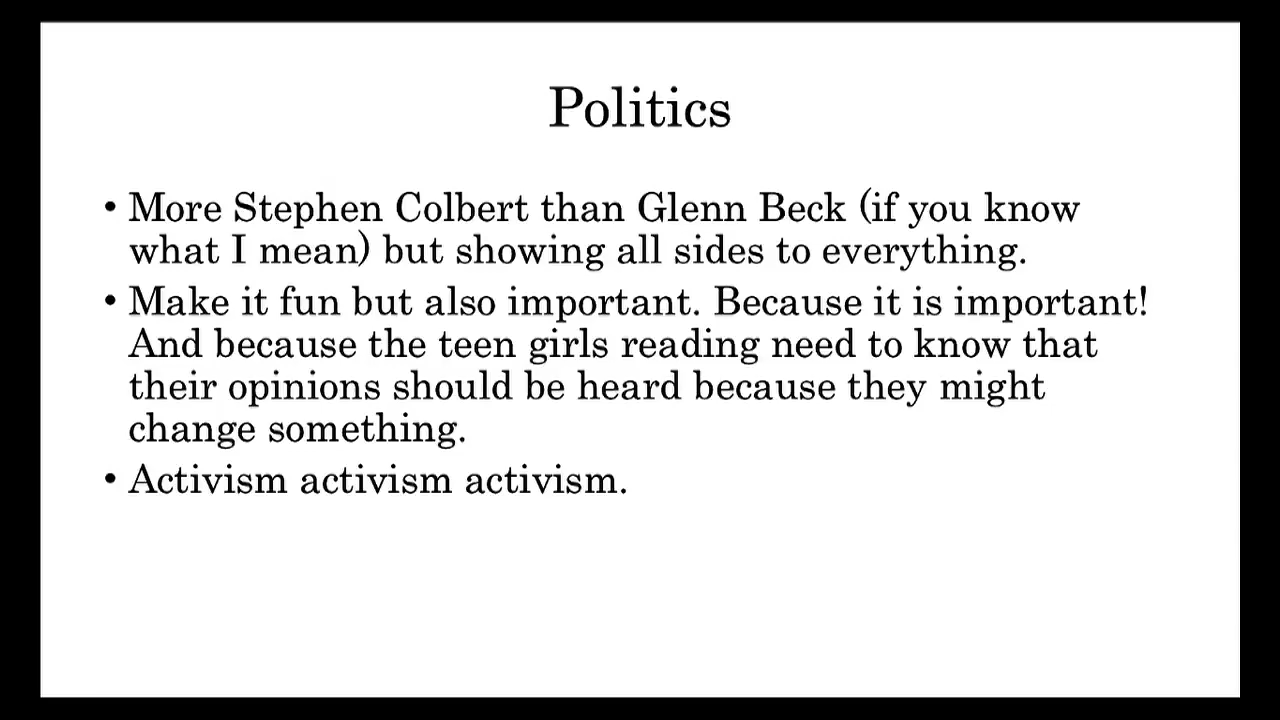 Politics
• More Stephen Colbert than Glenn Beck (if you know
what I mean) but showing all sides to everything.
• Make it fun but also important. Because it is important!
And because the teen girls reading need to know that
their opinions should be heard because they might
change something.
• Activism activism activism.